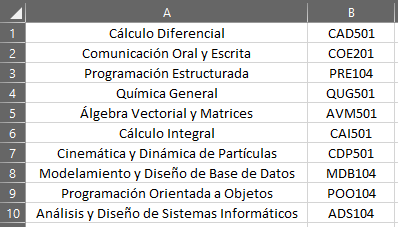 A B
1 Cálculo Diferencial CAD501
2 Comunicación Oral y Escrita COE201
3 Programación Estructurada PRE104
4 Química General QUG501
5 Álgebra Vectorial y Matrices AVM501
6 Cálculo Integral CAI501
7 Cinemática y Dinámica de Partículas CDP501
8 Modelamiento y Diseño de Base de Datos MDB104
9 Programación Orientada a Objetos POO104
10 Análisis y Diseño de Sistemas Informáticos ADS104